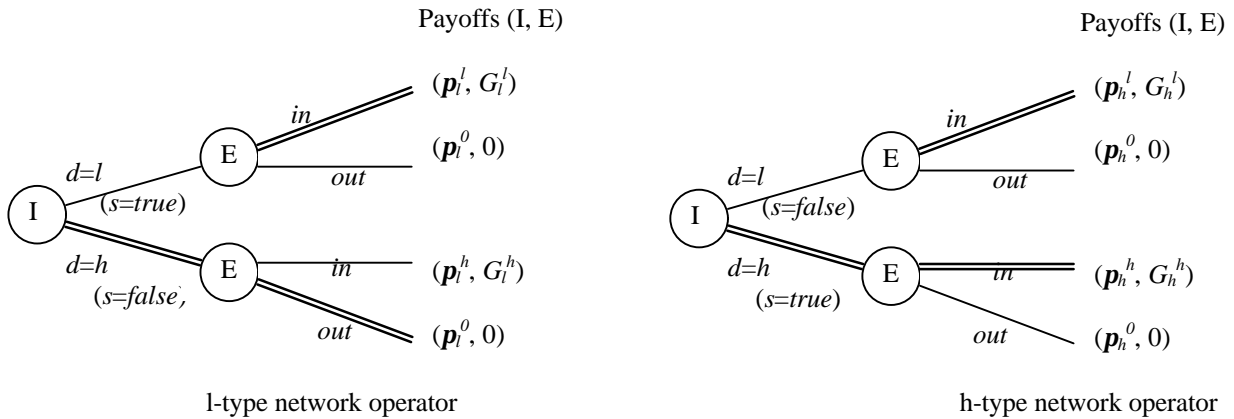 Payoffs (I, E)
(p_l^l, G_l^l)
in
E
(p_l^0, 0)
d=l
out
(s=true)
I
d=h
E
in
(p_l^h, G_l^h)
(s=false),
out
(p_l^0, 0)
l-type network operator
Payoffs (I, E)
(p_h^l, G_h^l)
in
E
(p_h^0, 0)
d=l
out
(s=false)
I
d=h
E
in
(p_h^h, G_h^h)
(s=true)
out
(p_h^0, 0)
h-type network operator